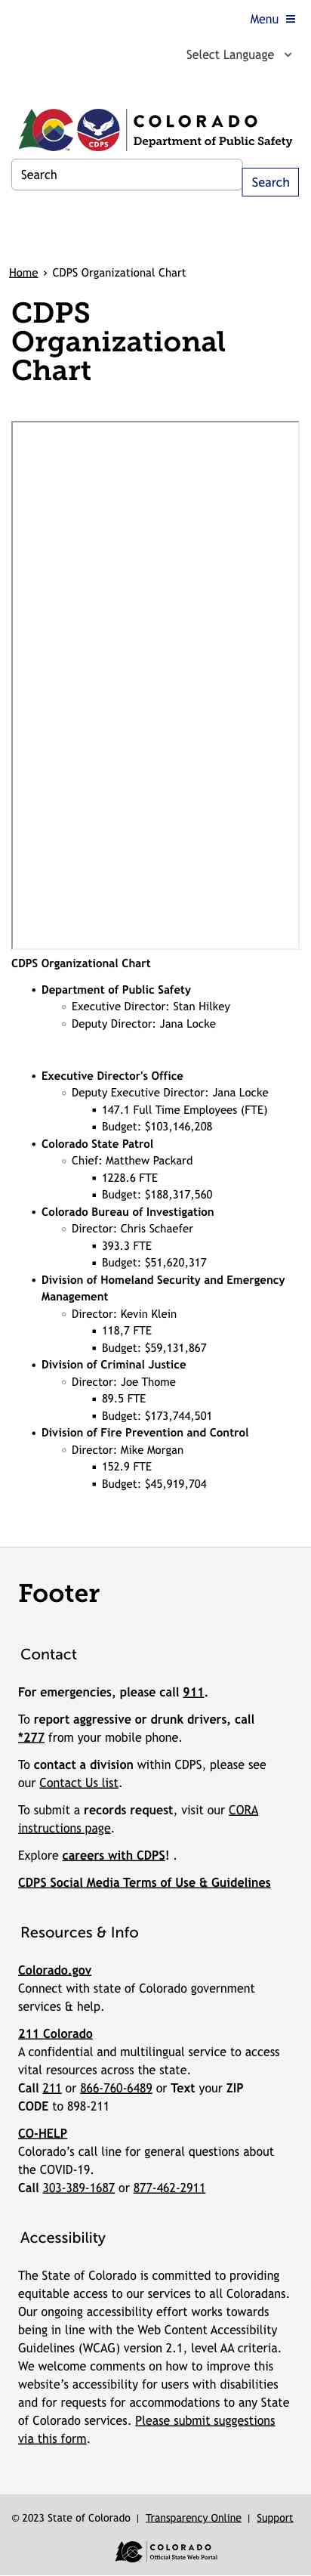 Menu
Select Language
COLORADO
CDPS
Department of Public Safety
Search
Search
Home › CDPS Organizational Chart
CDPS
Organizational
Chart
CDPS Organizational Chart
• Department of Public Safety
Executive Director: Stan Hilkey
Deputy Director: Jana Locke
• Executive Director's Office
Deputy Executive Director: Jana Locke
147.1 Full Time Employees (FTE)
Budget: $103,146,208
• Colorado State Patrol
Chief: Matthew Packard
1228.6 FTE
Budget: $188,317,560
• Colorado Bureau of Investigation
Director: Chris Schaefer
393.3 FTE
Budget: $51,620,317
• Division of Homeland Security and Emergency
Management
Director: Kevin Klein
118,7 FTE
Budget: $59,131,867
• Division of Criminal Justice
Director: Joe Thome
89.5 FTE
Budget: $173,744,501
• Division of Fire Prevention and Control
Director: Mike Morgan
152.9 FTE
Budget: $45,919,704
Footer
Contact
For emergencies, please call 911.
To report aggressive or drunk drivers, call
*277 from your mobile phone.
To contact a division within CDPS, please see
our Contact Us list.
To submit a records request, visit our CORA
instructions page.
Explore careers with CDPS! .
CDPS Social Media Terms of Use & Guidelines
Resources & Info
Colorado.gov
Connect with state of Colorado government
services & help.
211 Colorado
A confidential and multilingual service to access
vital resources across the state.
Call 211 or 866-760-6489 or Text your ZIP
CODE to 898-211
CO-HELP
Colorado’s call line for general questions about
the COVID-19.
Call 303-389-1687 or 877-462-2911
Accessibility
The State of Colorado is committed to providing
equitable access to our services to all Coloradans.
Our ongoing accessibility effort works towards
being in line with the Web Content Accessibility
Guidelines (WCAG) version 2.1, level AA criteria.
We welcome comments on how to improve this
website’s accessibility for users with disabilities
and for requests for accommodations to any State
of Colorado services. Please submit suggestions
via this form.
© 2023 State of Colorado | Transparency Online | Support
COLORADO
Official State Web Portal